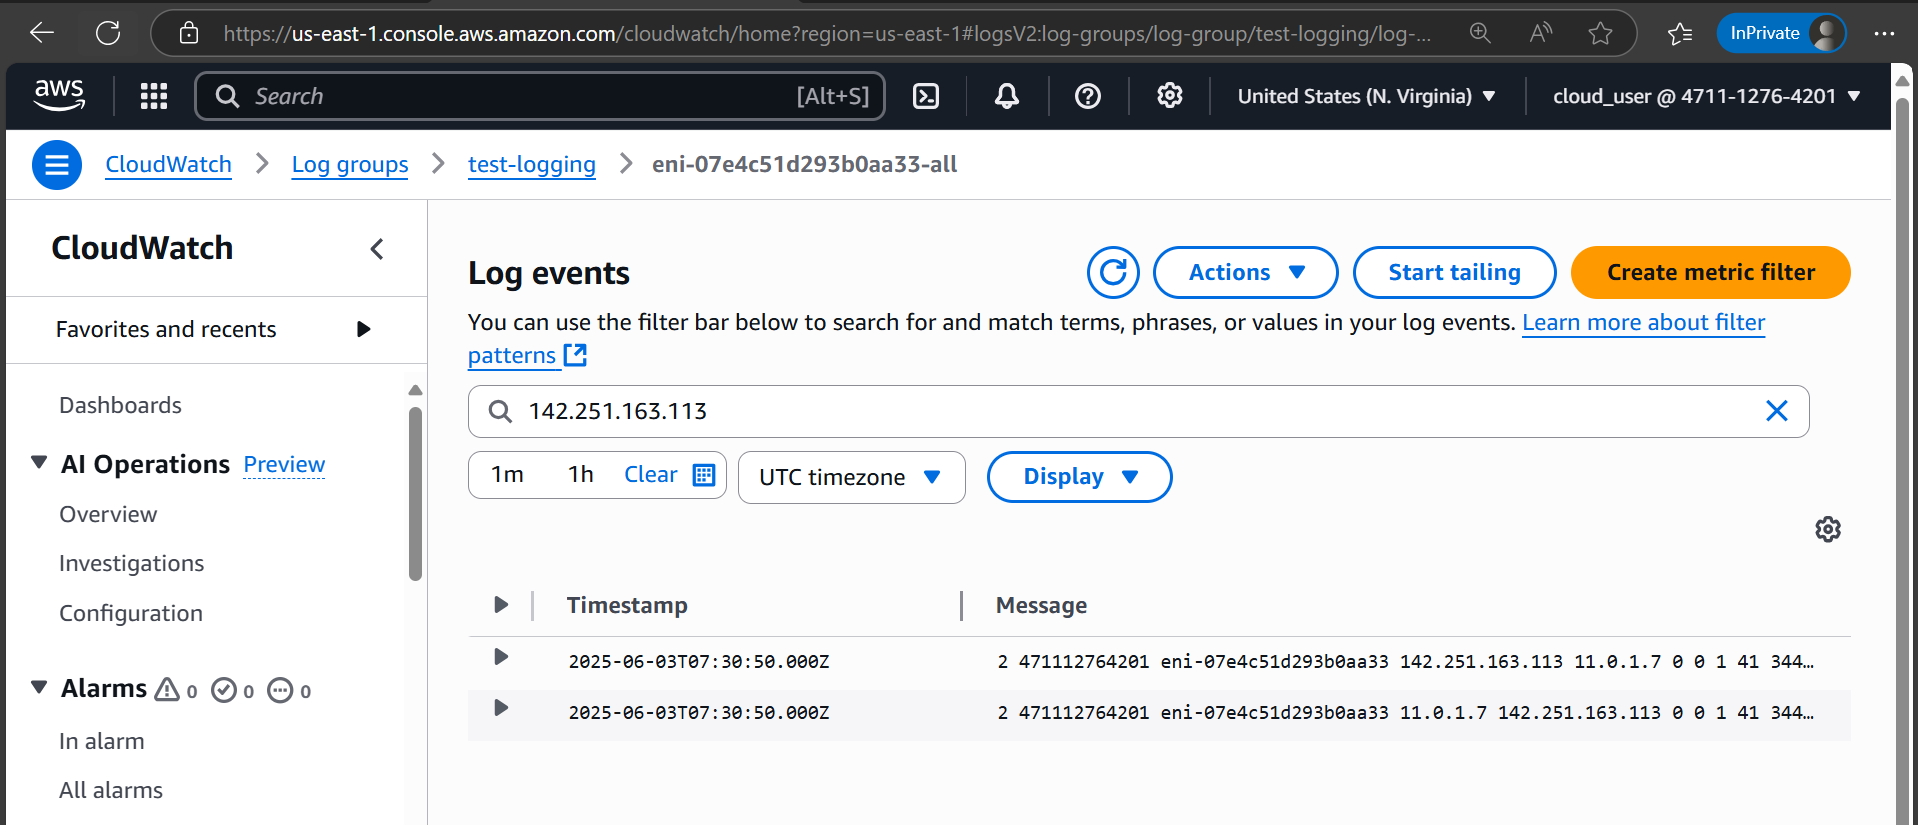 https://us-east-1.console.aws.amazon.com/cloudwatch/home?region=us-east-1#logsV2:log-groups/log-group/test-logging/log-...
InPrivate
aws
Search [Alt+S]
United States (N. Virginia)
cloud_user @ 4711-1276-4201
CloudWatch > Log groups > test-logging > eni-07e4c51d293b0aa33-all
CloudWatch
Favorites and recents
Dashboards
AI Operations Preview
Overview
Investigations
Configuration
Alarms 0 0 0
In alarm
All alarms
Log events
Actions
Start tailing
Create metric filter
You can use the filter bar below to search for and match terms, phrases, or values in your log events. Learn more about filter
patterns
142.251.163.113
1m 1h Clear
UTC timezone
Display
Timestamp Message
2025-06-03T07:30:50.000Z 2 471112764201 eni-07e4c51d293b0aa33 142.251.163.113 11.0.1.7 0 0 1 41 344…
2025-06-03T07:30:50.000Z 2 471112764201 eni-07e4c51d293b0aa33 11.0.1.7 142.251.163.113 0 0 1 41 344…